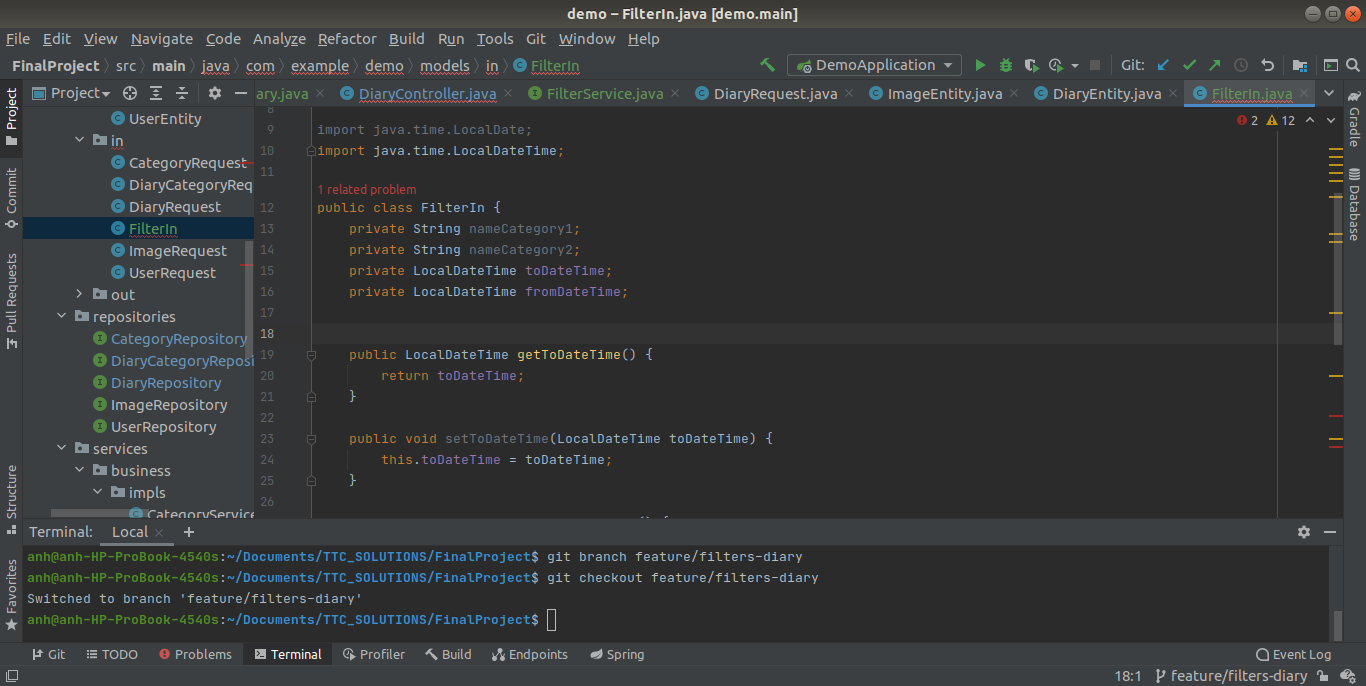 demo – FilterIn.java [demo.main]
File Edit View Navigate Code Analyze Refactor Build Run Tools Git Window Help
FinalProject src main java com example demo models in FilterIn
DemoApplication
Git:
Project
ary.java DiaryController.java FilterService.java DiaryRequest.java ImageEntity.java DiaryEntity.java FilterIn.java
Project
Commit
Pull Requests
Structure
Favorites
UserEntity
in
CategoryRequest
DiaryCategoryReq
DiaryRequest
FilterIn
ImageRequest
UserRequest
out
repositories
CategoryRepository
DiaryCategoryReposi
DiaryRepository
ImageRepository
UserRepository
services
business
impls
CategoryService
2 12
8
9 import java.time.LocalDate;
10 import java.time.LocalDateTime;
11
1 related problem
12 public class FilterIn {
13 private String nameCategory1;
14 private String nameCategory2;
15 private LocalDateTime toDateTime;
16 private LocalDateTime fromDateTime;
17
18
19 public LocalDateTime getToDateTime() {
20 return toDateTime;
21 }
22
23 public void setToDateTime(LocalDateTime toDateTime) {
24 this.toDateTime = toDateTime;
25 }
26
Gradle
Database
Terminal: Local
anh@anh-HP-ProBook-4540s:~/Documents/TTC_SOLUTIONS/FinalProject$ git branch feature/filters-diary
anh@anh-HP-ProBook-4540s:~/Documents/TTC_SOLUTIONS/FinalProject$ git checkout feature/filters-diary
Switched to branch 'feature/filters-diary'
anh@anh-HP-ProBook-4540s:~/Documents/TTC_SOLUTIONS/FinalProject$
Git TODO Problems Terminal Profiler Build Endpoints Spring Event Log
18:1 feature/filters-diary